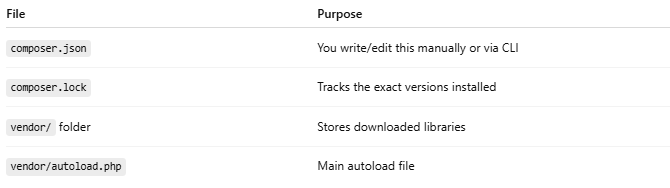 File Purpose
composer.json You write/edit this manually or via CLI
composer.lock Tracks the exact versions installed
vendor/ folder Stores downloaded libraries
vendor/autoload.php Main autoload file